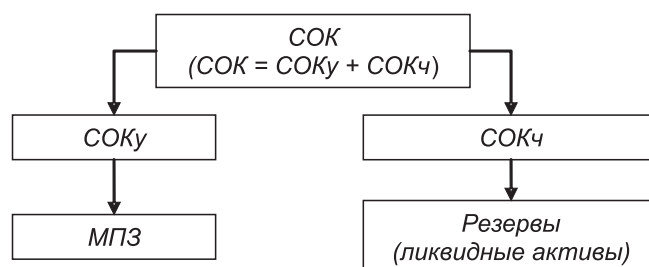 СОК
(СОК = СОКу + СОКч)
СОКу
СОКч
МПЗ
Резервы
(ликвидные активы)